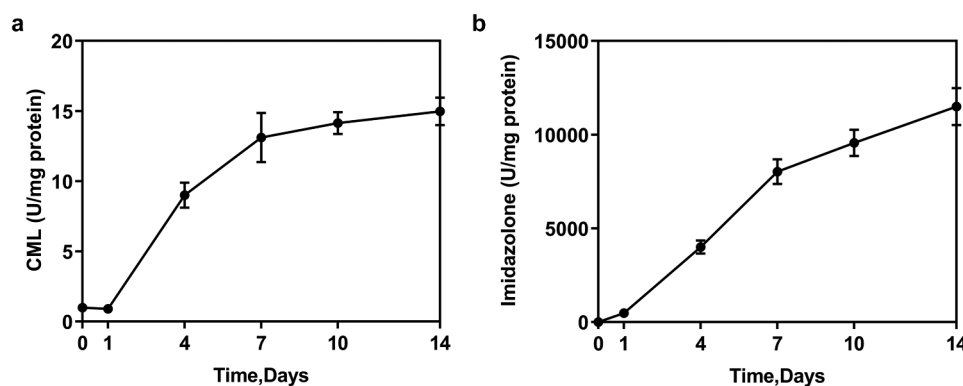 a
20
15
10
5
0
CML (U/mg protein)
0 1 4 7 10 14
Time,Days
b
15000
10000
5000
0
Imidazolone (U/mg protein)
0 1 4 7 10 14
Time,Days